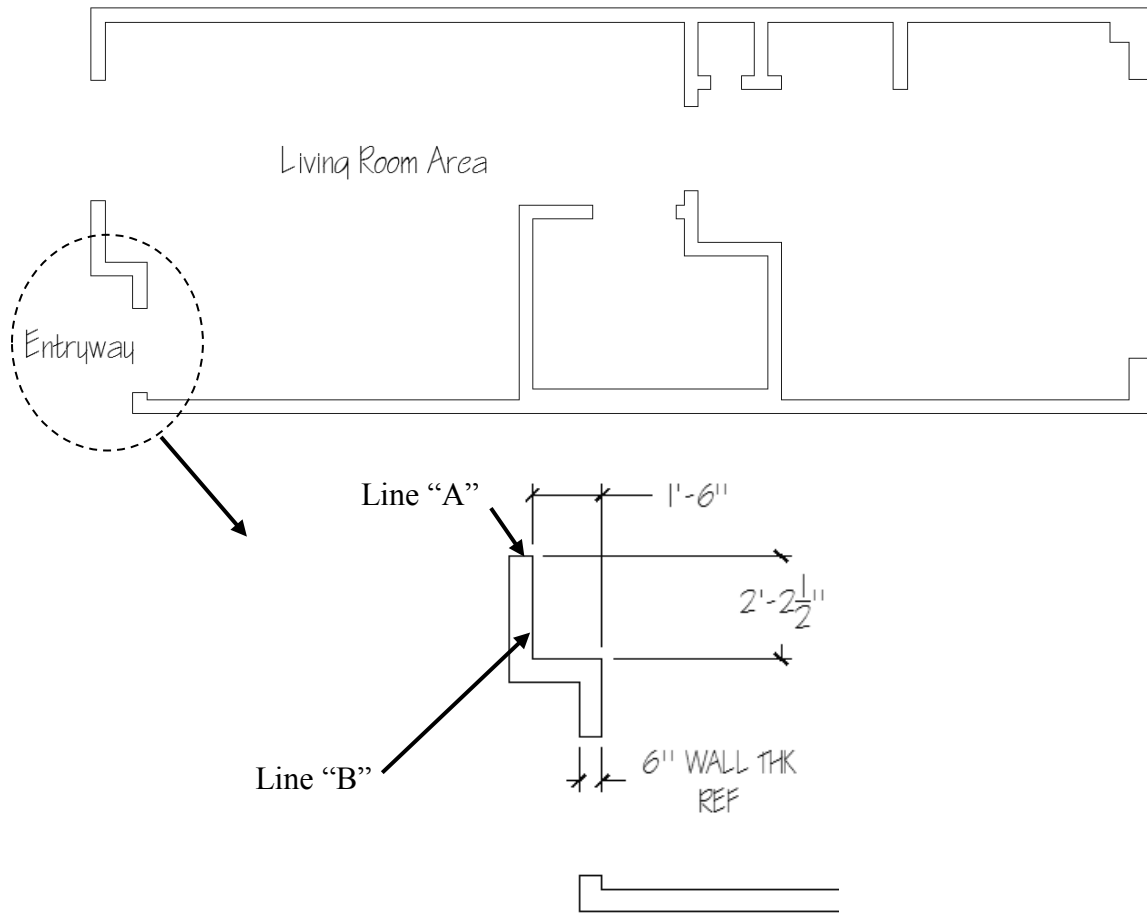 Living Room Area
Entryway
Line “A”
1'-6"
2'-2 1/2"
Line “B”
6" WALL THK
REF